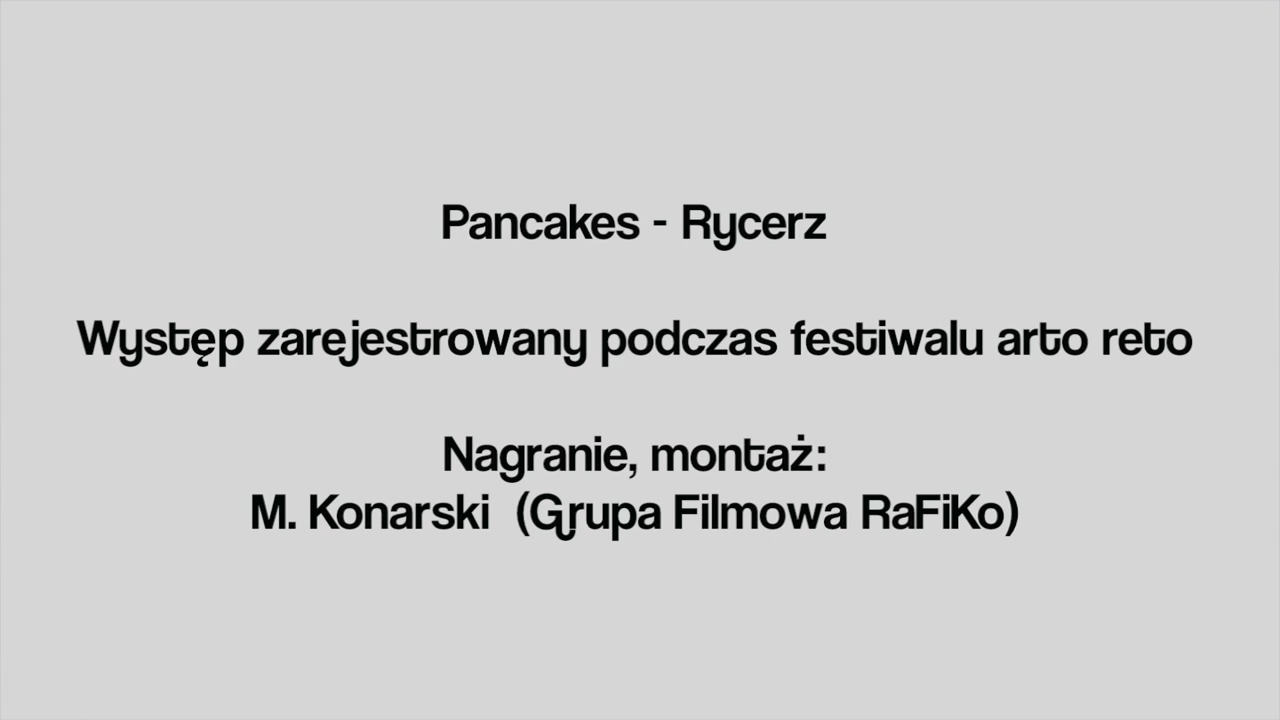 Pancakes - Rycerz
Występ zarejestrowany podczas festiwalu arto reto
Nagranie, montaż:
M. Konarski (Grupa Filmowa RaFiKo)